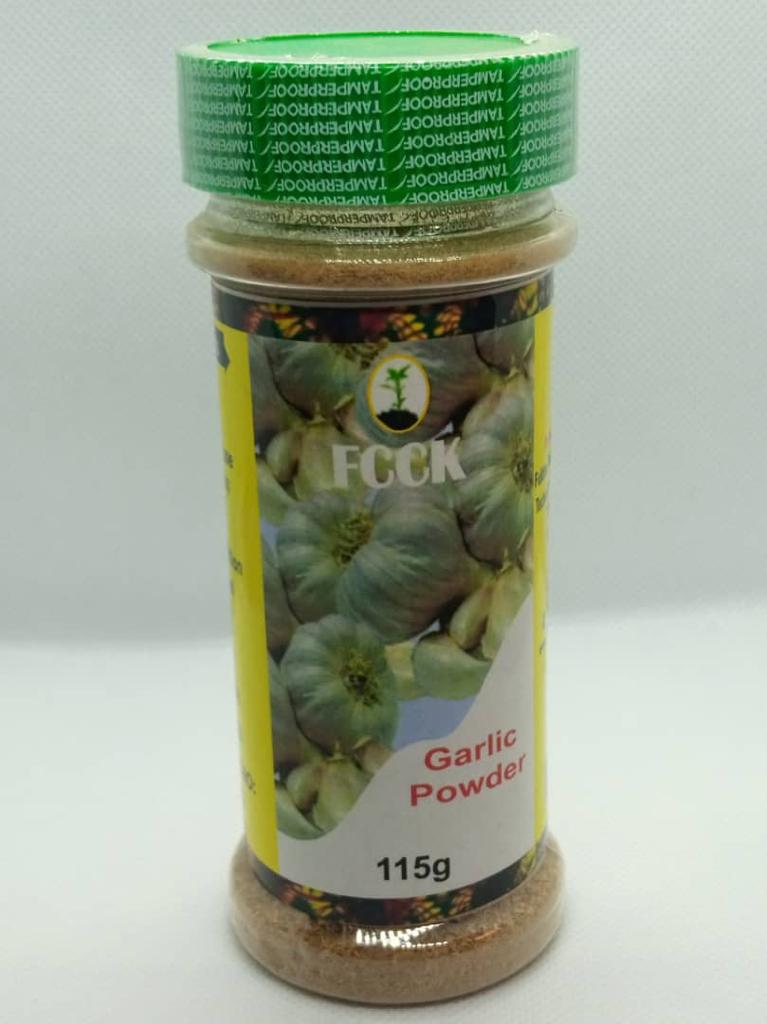 TAMPERPROOF
FCCK
Garlic
Powder
115g